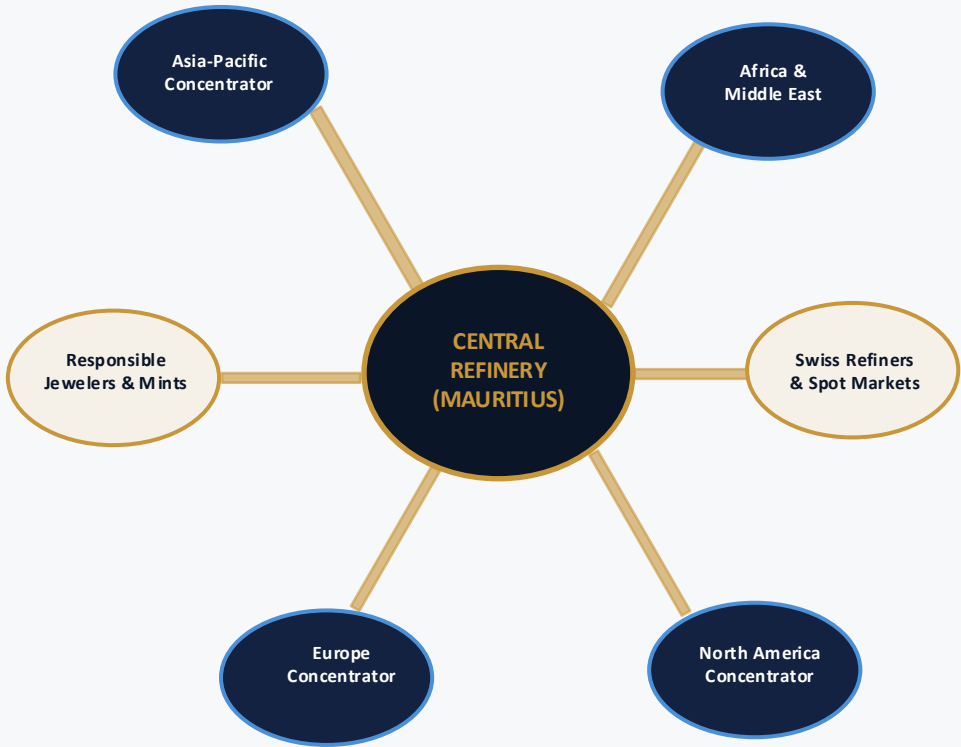 Asia-Pacific
Concentrator
Africa &
Middle East
CENTRAL
REFINERY
(MAURITIUS)
Responsible
Jewelers & Mints
Swiss Refiners
& Spot Markets
Europe
Concentrator
North America
Concentrator